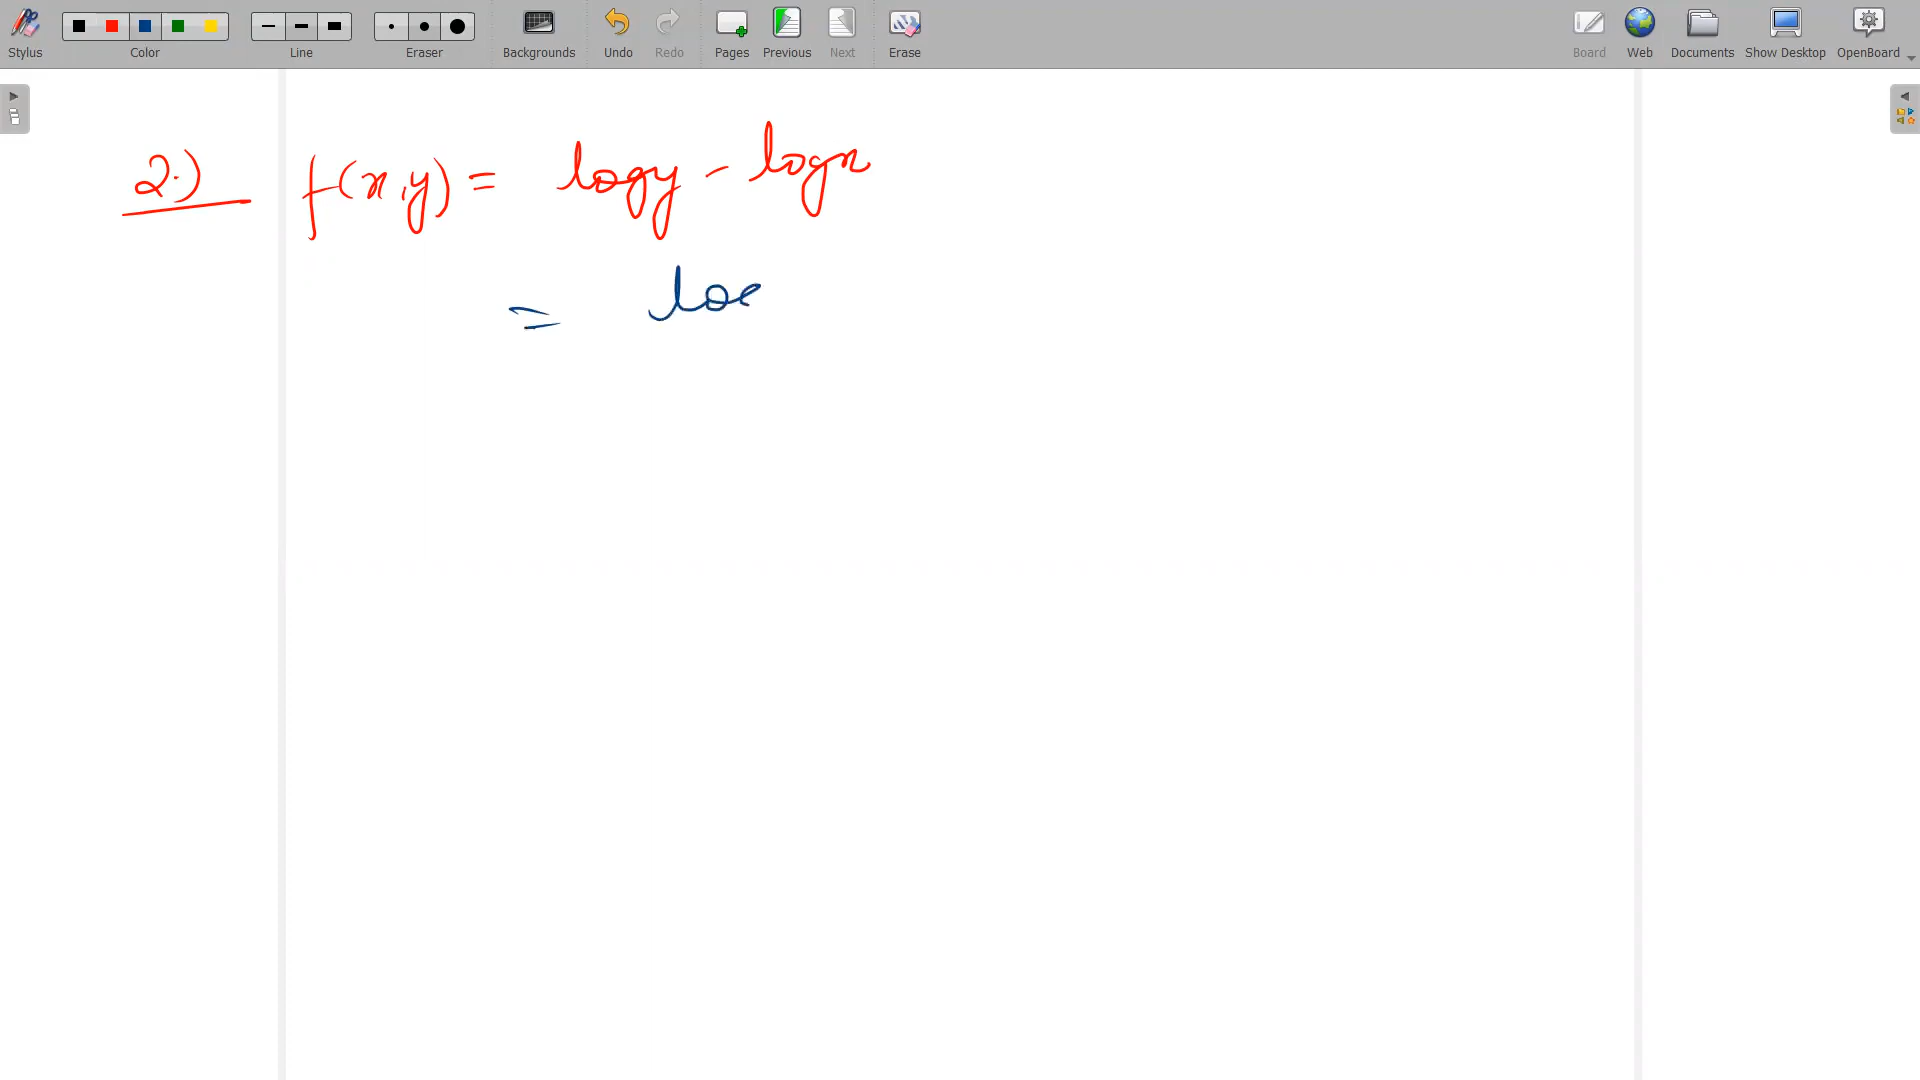 Stylus Color Line Eraser Backgrounds Undo Redo Pages Previous Next Erase Board Web Documents Show Desktop OpenBoard
2.) f(x,y) = logy - logx
= log